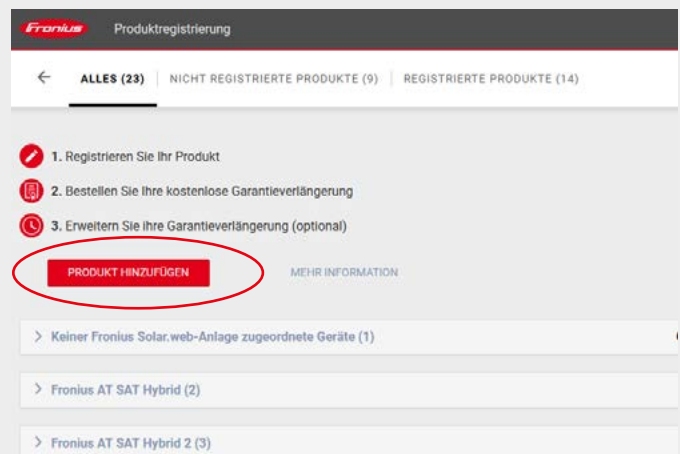 Fronius Produktregistrierung
ALLES (23) NICHT REGISTRIERTE PRODUKTE (9) REGISTRIERTE PRODUKTE (14)
1. Registrieren Sie Ihr Produkt
2. Bestellen Sie Ihre kostenlose Garantieverlängerung
3. Erweitern Sie ihre Garantieverlängerung (optional)
PRODUKT HINZUFÜGEN MEHR INFORMATION
Keiner Fronius Solar.web-Anlage zugeordnete Geräte (1)
Fronius AT SAT Hybrid (2)
Fronius AT SAT Hybrid 2 (3)